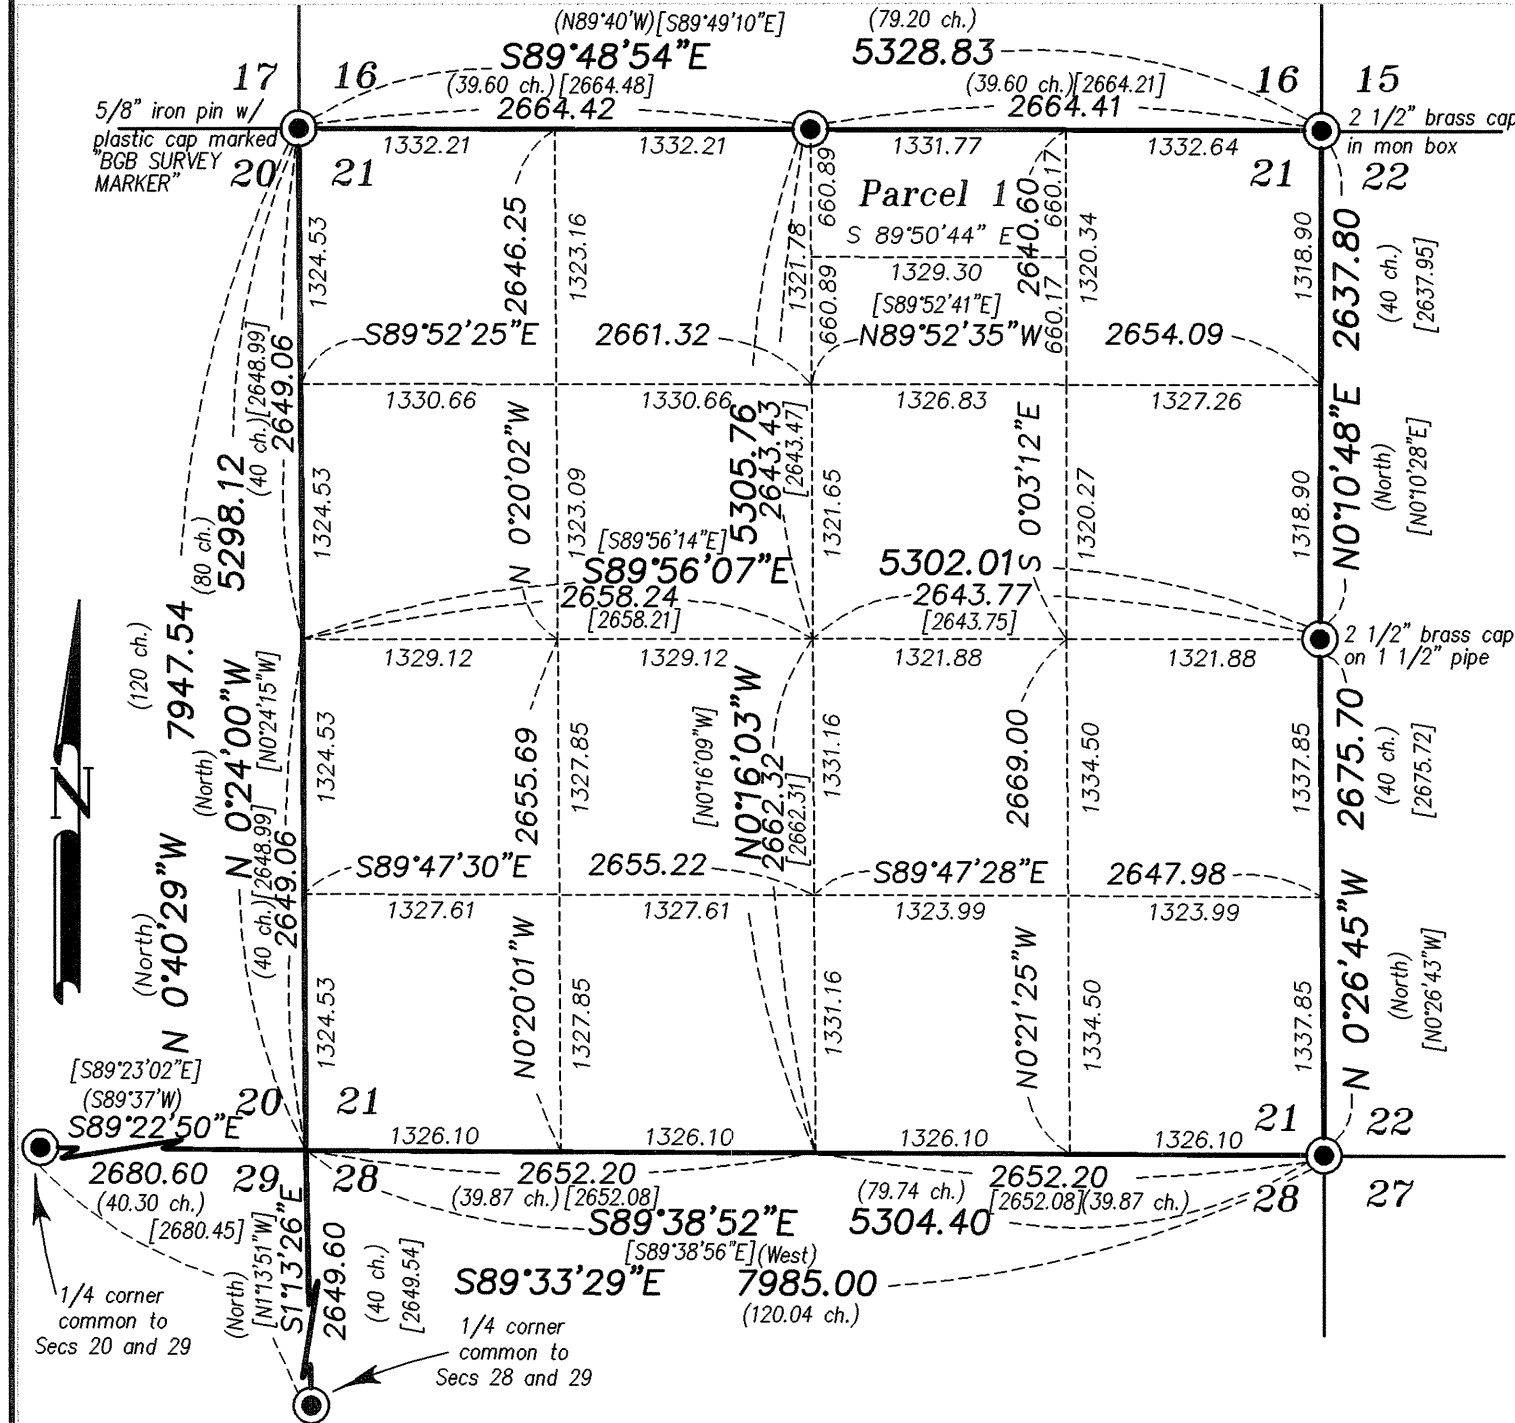 (N89°40'W)[S89°49'10"E] (79.20 ch.)
S89°48'54"E 5328.83
17 16 (39.60 ch.)[2664.48] (39.60 ch.)[2664.21] 16 15
2664.42 2664.41
5/8" iron pin w/
plastic cap marked
"BGB SURVEY
MARKER"
2 1/2" brass cap
in mon box
1332.21 1332.21 1331.77 1332.64
20 21 21 22
Parcel 1
S 89°50'44" E
1329.30
[S89°52'41"E]
660.89
660.17
1321.78
2640.60
660.89
660.17
1324.53
2646.25
1323.16
1320.34
1318.90
2637.80
(40 ch.)
[2637.95]
S89°52'25"E 2661.32 N89°52'35"W 2654.09
1330.66 1330.66 1326.83 1327.26
(40 ch.)[2648.99]
2649.06
5298.12
(80 ch.)
7947.54
(120 ch.)
1324.53
N 0°20'02"W
1323.09
5305.76
2643.43
[2643.47]
1321.65
S 0°03'12"E
1320.27
1318.90
N0°10'48"E
(North)
[N0°10'28"E]
[S89°56'14"E]
S89°56'07"E 5302.01
2658.24 2643.77
[2658.21] [2643.75]
2 1/2" brass cap
on 1 1/2" pipe
1329.12 1329.12 1321.88 1321.88
N
N 0°24'00"W
(North)
[N0°24'15"W]
1324.53
2655.69
1327.85
[N0°16'09"W]
N0°16'03"W
2662.32
[2662.31]
1331.16
2669.00
1334.50
1337.85
2675.70
(40 ch.)
[2675.72]
S89°47'30"E 2655.22 S89°47'28"E 2647.98
1327.61 1327.61 1323.99 1323.99
(North)
N 0°40'29"W
(40 ch.)[2648.99]
2649.06
1324.53
N0°20'01"W
1327.85
1331.16
N0°21'25"W
1334.50
1337.85
N 0°26'45"W
(North)
[N0°26'43"W]
[S89°23'02"E]
(S89°37'W)
S89°22'50"E
20 21 21 22
1326.10 1326.10 1326.10 1326.10
2680.60 29 28 2652.20 2652.20 28 27
(40.30 ch.) (39.87 ch.)[2652.08] (79.74 ch.) [2652.08](39.87 ch.)
[2680.45]
S89°38'52"E 5304.40
[S89°38'56"E](West)
S89°33'29"E 7985.00
(120.04 ch.)
(North)
[N1°13'51"W]
S1°13'26"E
2649.60
(40 ch.)
[2649.54]
1/4 corner
common to
Secs 20 and 29
1/4 corner
common to
Secs 28 and 29